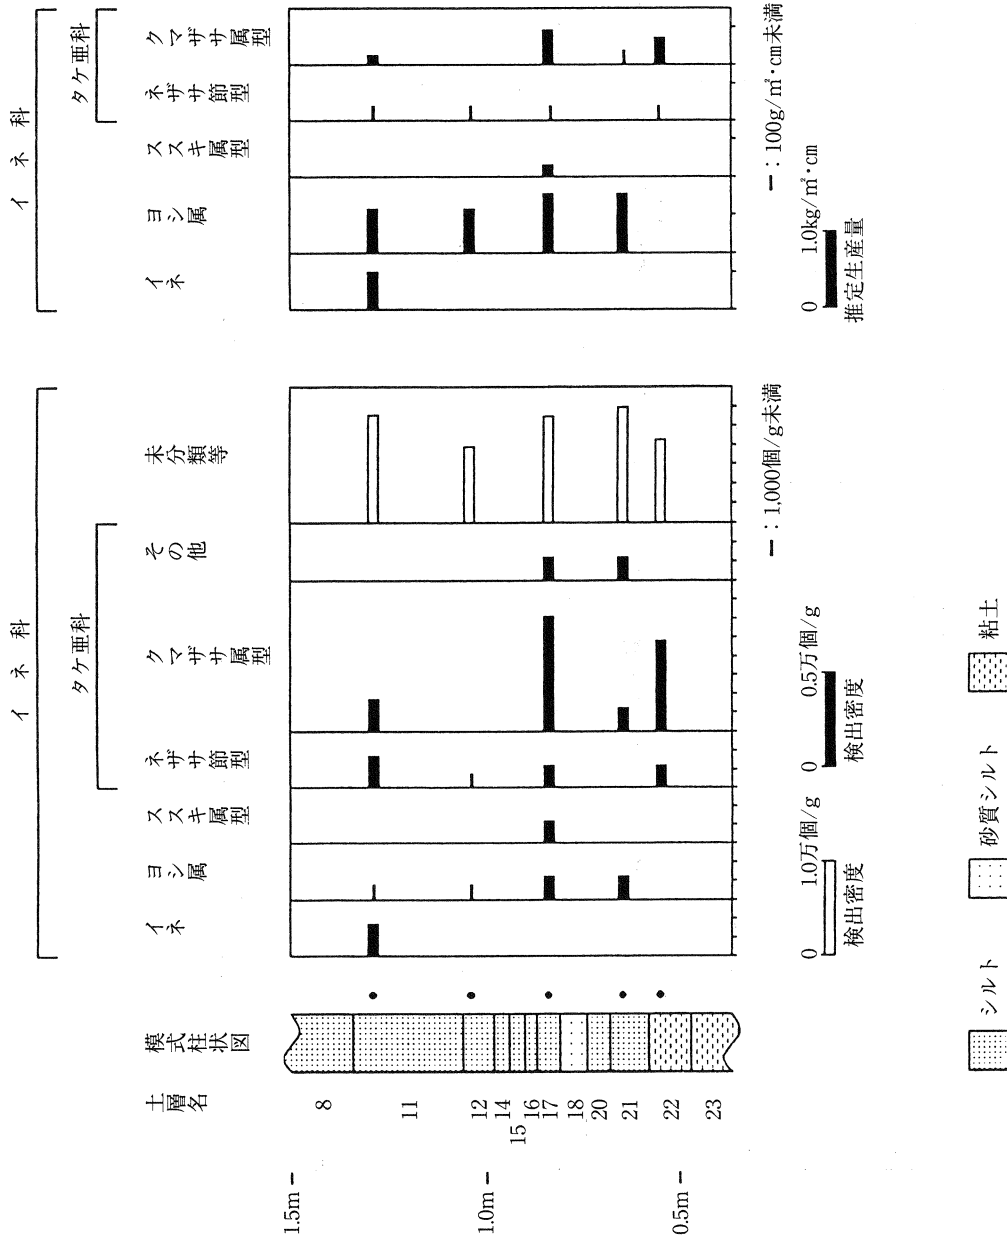 イネ科
タケ亜科
イネ
ヨシ属
ススキ属型
ネザサ節型
クマザサ属型
その他
未分類等
イネ科
タケ亜科
イネ
ヨシ属
ススキ属型
ネザサ節型
クマザサ属型
土層名
模式柱状図
1.5m
1.0m
0.5m
8
11
12
14
15
16
17
18
20
21
22
23
0 1.0万個/g
検出密度
0 0.5万個/g
検出密度
ー：1,000個/g未満
0 1.0kg/㎡・cm
推定生産量
ー：100g/㎡・cm未満
シルト
砂質シルト
粘土